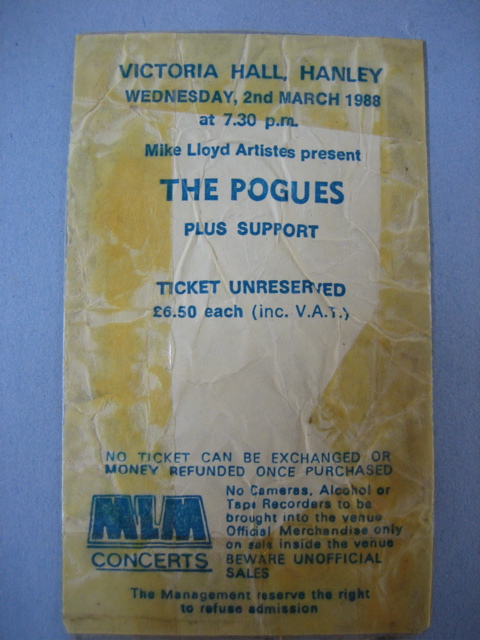 VICTORIA HALL, HANLEY
WEDNESDAY, 2nd MARCH 1988
at 7.30 p.m.
Mike Lloyd Artistes present
THE POGUES
PLUS SUPPORT
TICKET UNRESERVED
£6.50 each (inc. V.A.T.)
NO TICKET CAN BE EXCHANGED OR
MONEY REFUNDED ONCE PURCHASED
MLM
CONCERTS
No Cameras, Alcohol or
Tape Recorders to be
brought into the venue
Official Merchandise only
on sale inside the venue
BEWARE UNOFFICIAL
SALES
The Management reserve the right
to refuse admission